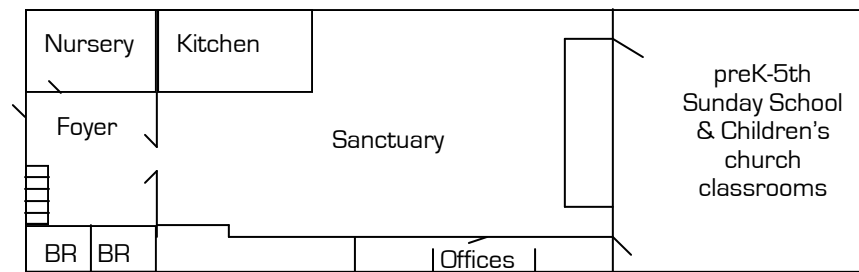 Nursery
Kitchen
preK-5th
Sunday School
& Children's
church
classrooms
Foyer
Sanctuary
BR
BR
Offices